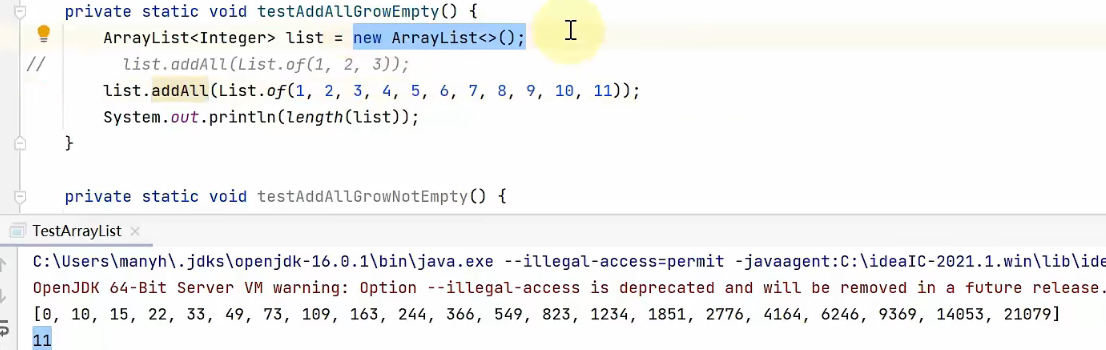 private static void testAddAllGrowEmpty() {
ArrayList<Integer> list = new ArrayList<>();
// list.addAll(List.of(1, 2, 3));
list.addAll(List.of(1, 2, 3, 4, 5, 6, 7, 8, 9, 10, 11));
System.out.println(length(list));
}
private static void testAddAllGrowNotEmpty() {
TestArrayList
C:\Users\manyh\.jdks\openjdk-16.0.1\bin\java.exe --illegal-access=permit -javaagent:C:\ideaIC-2021.1.win\lib\ide
OpenJDK 64-Bit Server VM warning: Option --illegal-access is deprecated and will be removed in a future release.
[0, 10, 15, 22, 33, 49, 73, 109, 163, 244, 366, 549, 823, 1234, 1851, 2776, 4164, 6246, 9369, 14053, 21079]
11